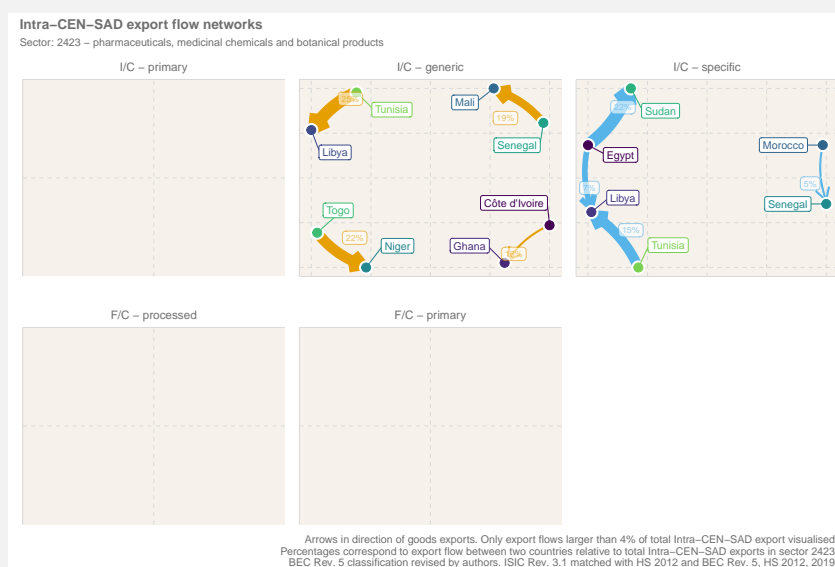 Intra−CEN−SAD export flow networks
Sector: 2423 − pharmaceuticals, medicinal chemicals and botanical products
I/C − primary
I/C − generic
I/C − specific
Tunisia
Libya
Mali
19%
Senegal
Togo
22%
Niger
Côte d'Ivoire
Ghana
22%
Sudan
Egypt
7%
Libya
15%
Tunisia
Morocco
5%
Senegal
F/C − processed
F/C − primary
Arrows in direction of goods exports. Only export flows larger than 4% of total Intra−CEN−SAD export visualised
Percentages correspond to export flow between two countries relative to total Intra−CEN−SAD exports in sector 2423
BEC Rev. 5 classification revised by authors. ISIC Rev. 3.1 matched with HS 2012 and BEC Rev. 5, HS 2012, 2019